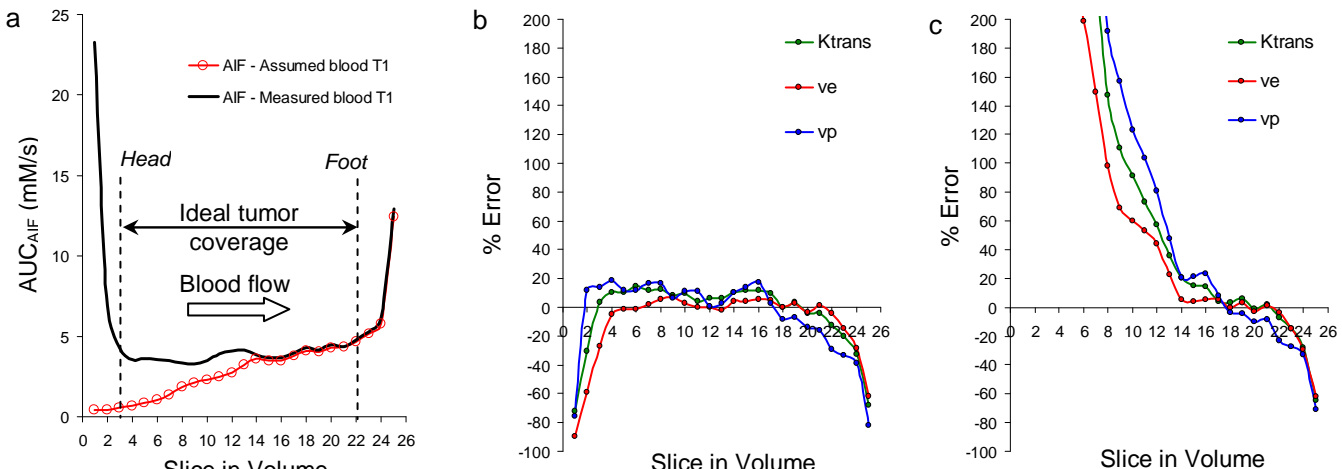 a
25
20
15
10
5
0
AUCAIF (mM/s)
AIF - Assumed blood T1
AIF - Measured blood T1
Head
Foot
Ideal tumor
coverage
Blood flow
0 2 4 6 8 10 12 14 16 18 20 22 24 26
Slice in Volume
b
200
180
160
140
120
100
80
60
40
20
0
-20
-40
-60
-80
-100
% Error
Ktrans
ve
vp
0 2 4 6 8 10 12 14 16 18 20 22 24 26
Slice in Volume
c
200
180
160
140
120
100
80
60
40
20
0
-20
-40
-60
-80
-100
% Error
Ktrans
ve
vp
0 2 4 6 8 10 12 14 16 18 20 22 24 26
Slice in Volume